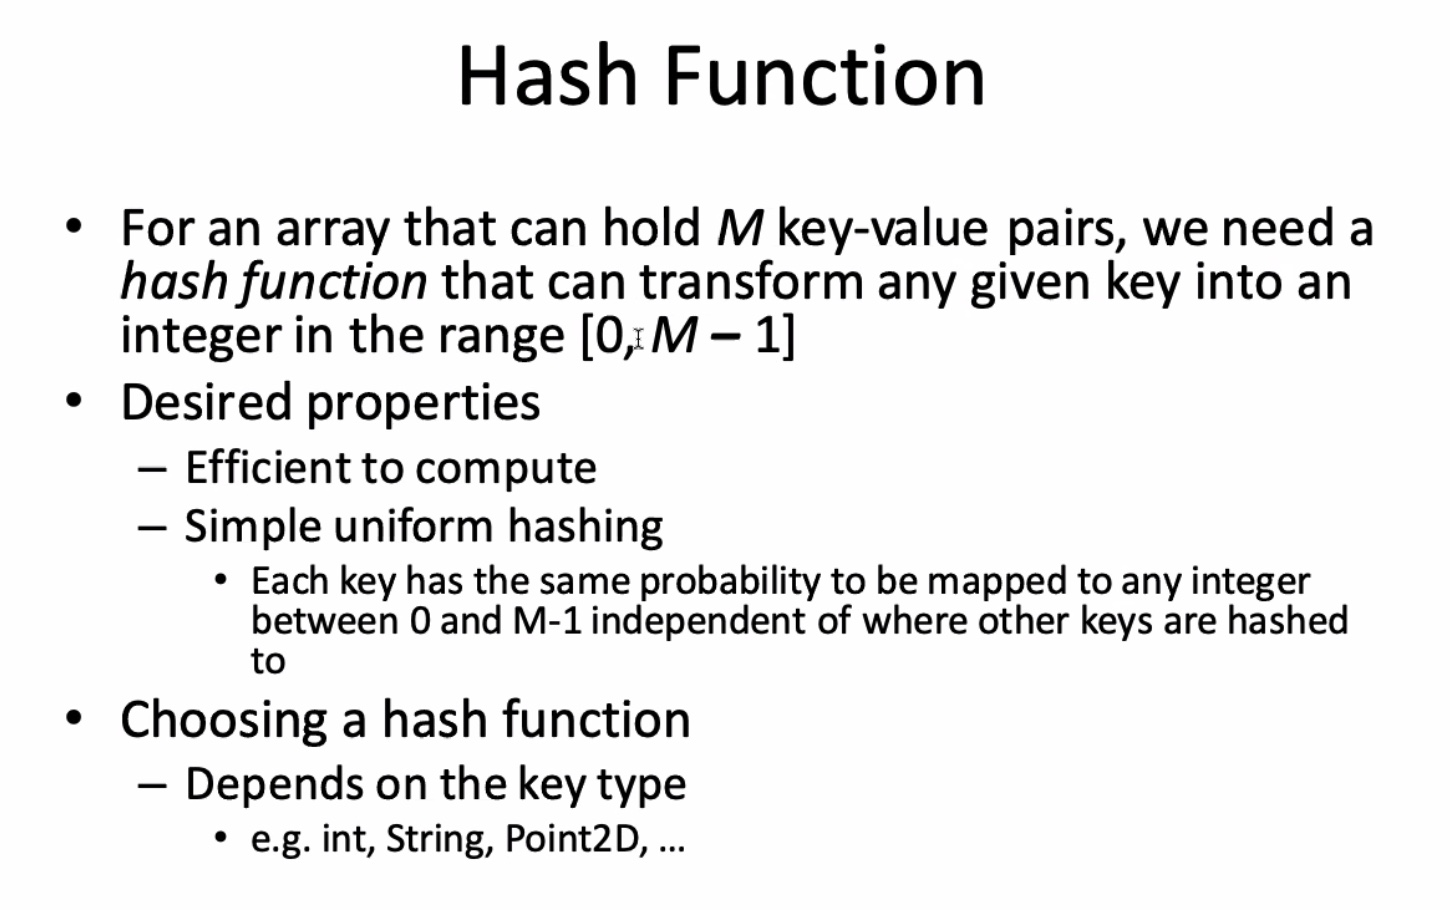 Hash Function
• For an array that can hold M key-value pairs, we need a
hash function that can transform any given key into an
integer in the range [0, M – 1]
• Desired properties
– Efficient to compute
– Simple uniform hashing
• Each key has the same probability to be mapped to any integer
between 0 and M-1 independent of where other keys are hashed
to
• Choosing a hash function
– Depends on the key type
• e.g. int, String, Point2D, ...